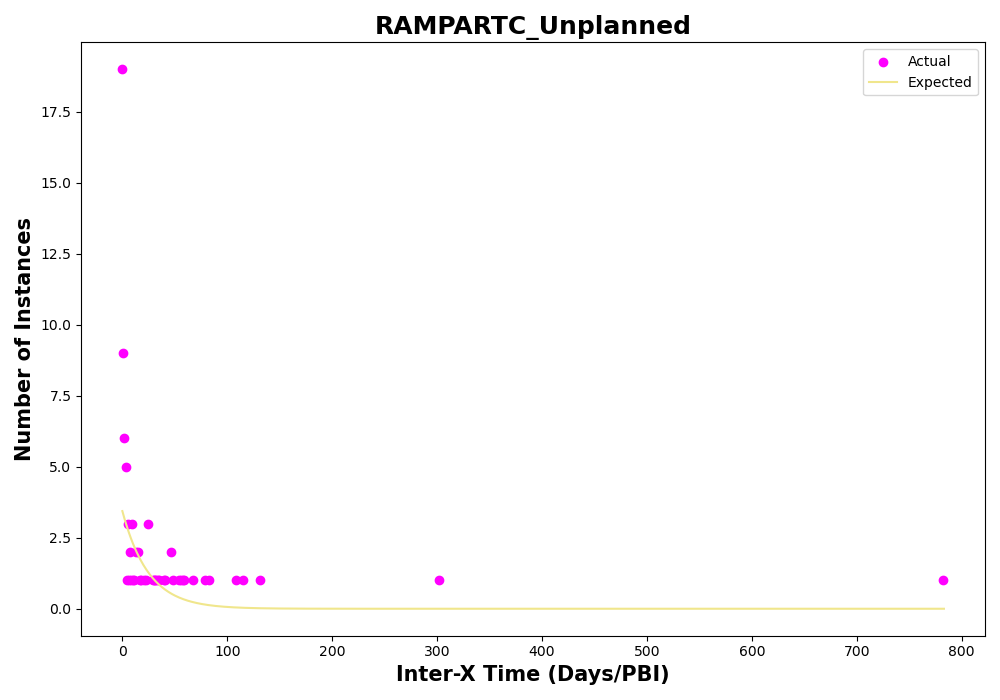 RAMPARTC_Unplanned
Actual
Expected
17.5
15.0
12.5
10.0
7.5
5.0
2.5
0.0
Number of Instances
0 100 200 300 400 500 600 700 800
Inter-X Time (Days/PBI)